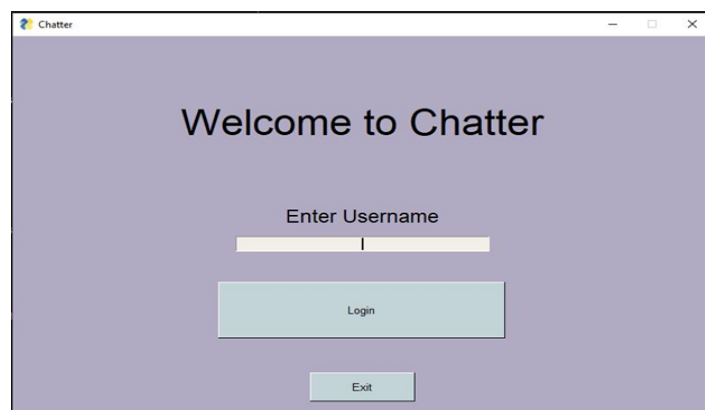 Chatter
Welcome to Chatter
Enter Username
Login
Exit